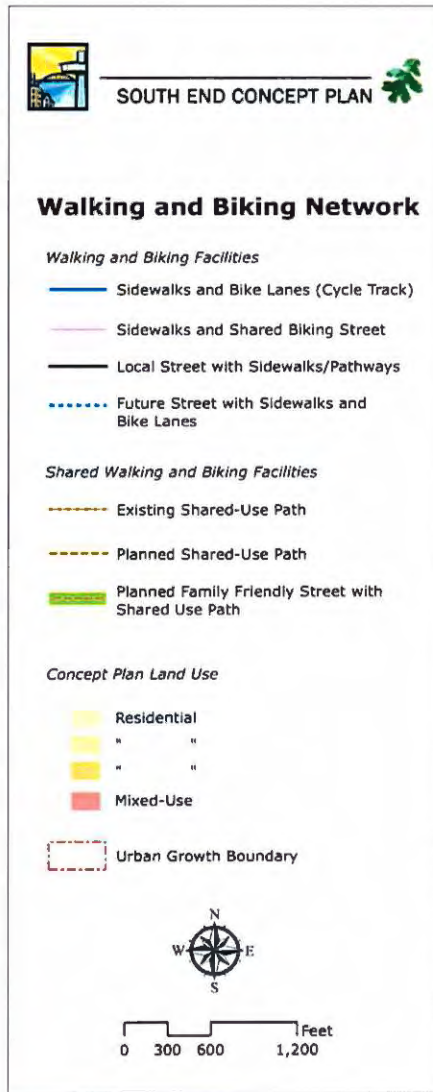 SOUTH END CONCEPT PLAN
Walking and Biking Network
Walking and Biking Facilities
Sidewalks and Bike Lanes (Cycle Track)
Sidewalks and Shared Biking Street
Local Street with Sidewalks/Pathways
Future Street with Sidewalks and
Bike Lanes
Shared Walking and Biking Facilities
Existing Shared-Use Path
Planned Shared-Use Path
Planned Family Friendly Street with
Shared Use Path
Concept Plan Land Use
Residential
" "
" "
Mixed-Use
Urban Growth Boundary
N
W E
S
Feet
0 300 600 1,200